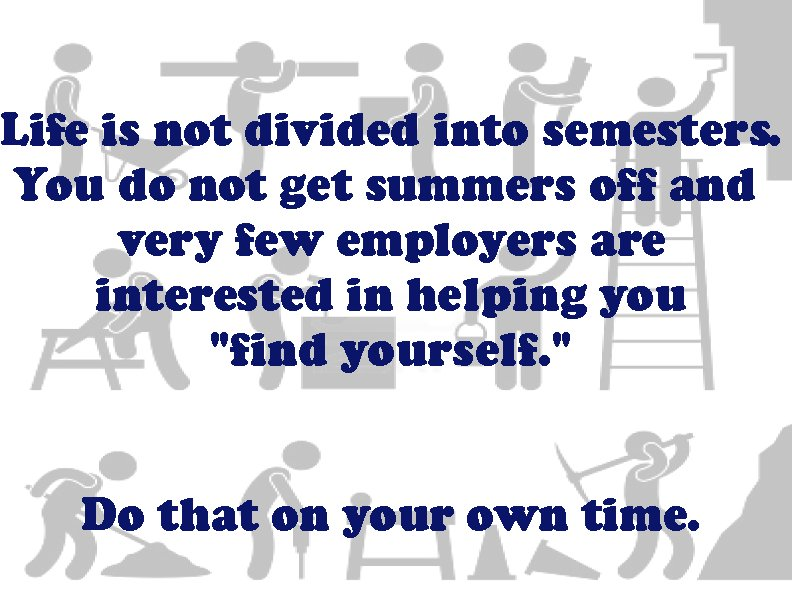 Life is not divided into semesters.
You do not get summers off and
very few employers are
interested in helping you
"find yourself."
Do that on your own time.